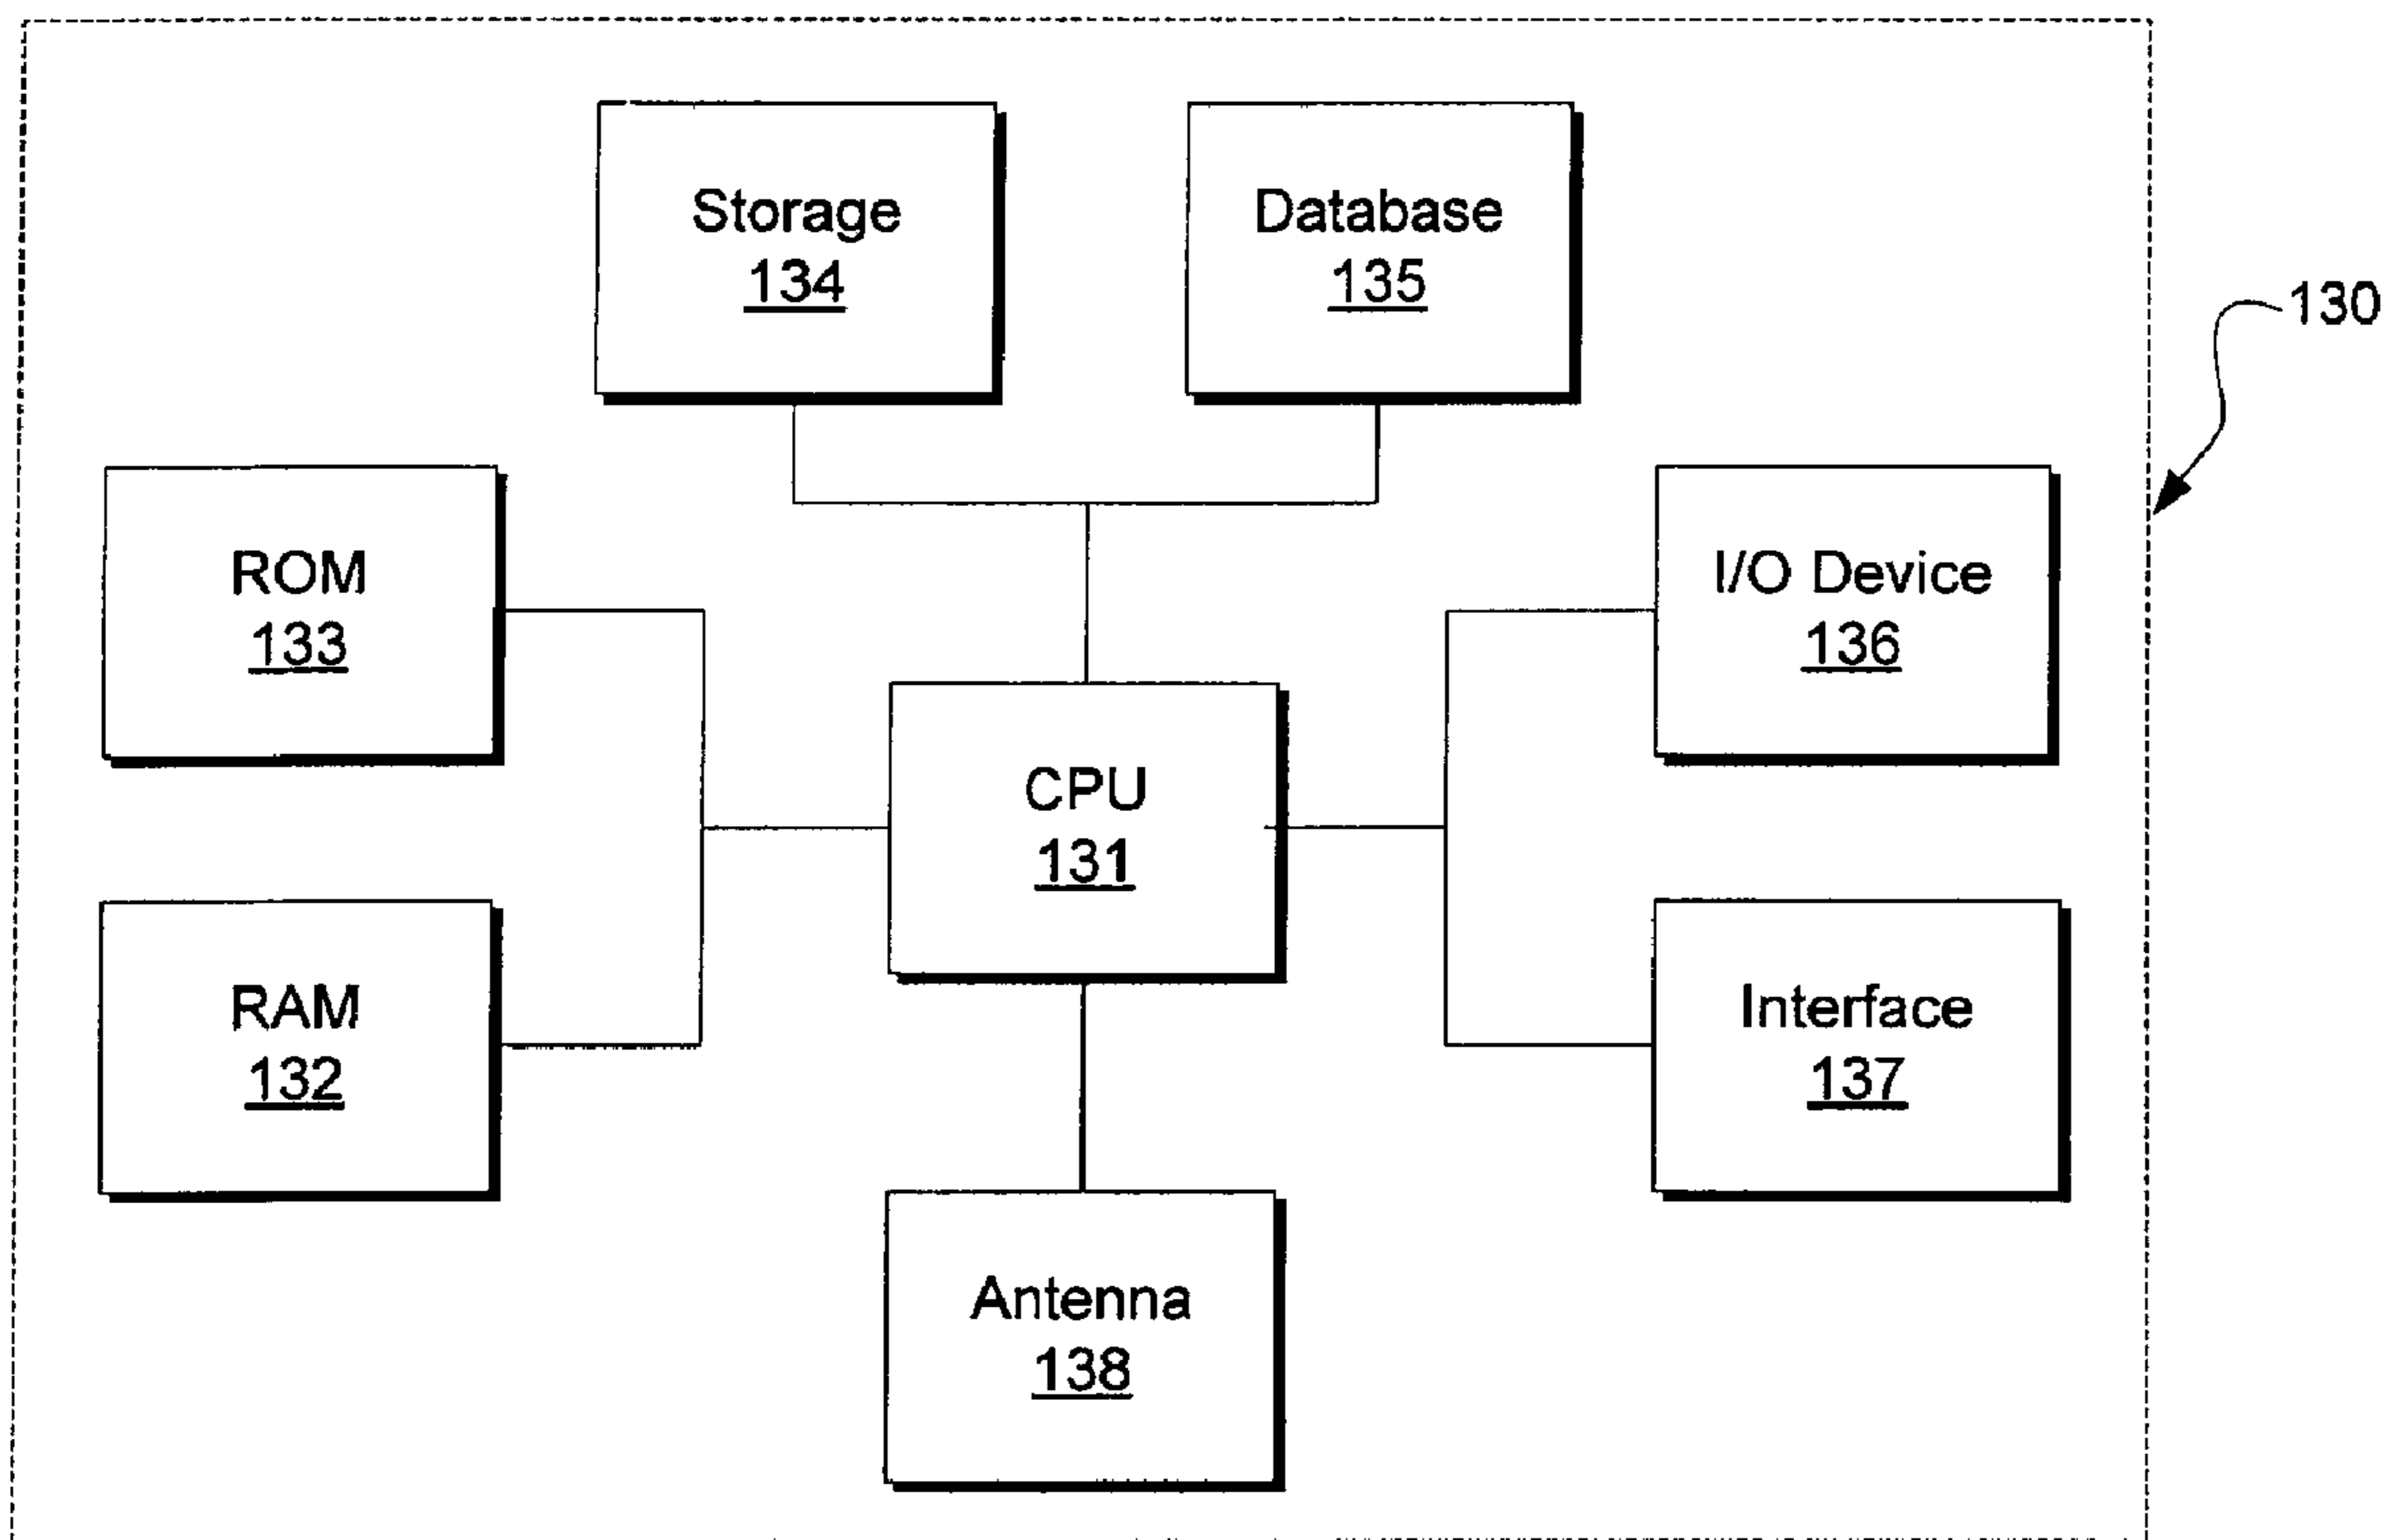 Storage
134
Database
135
130
ROM
133
I/O Device
136
CPU
131
RAM
132
Interface
137
Antenna
138